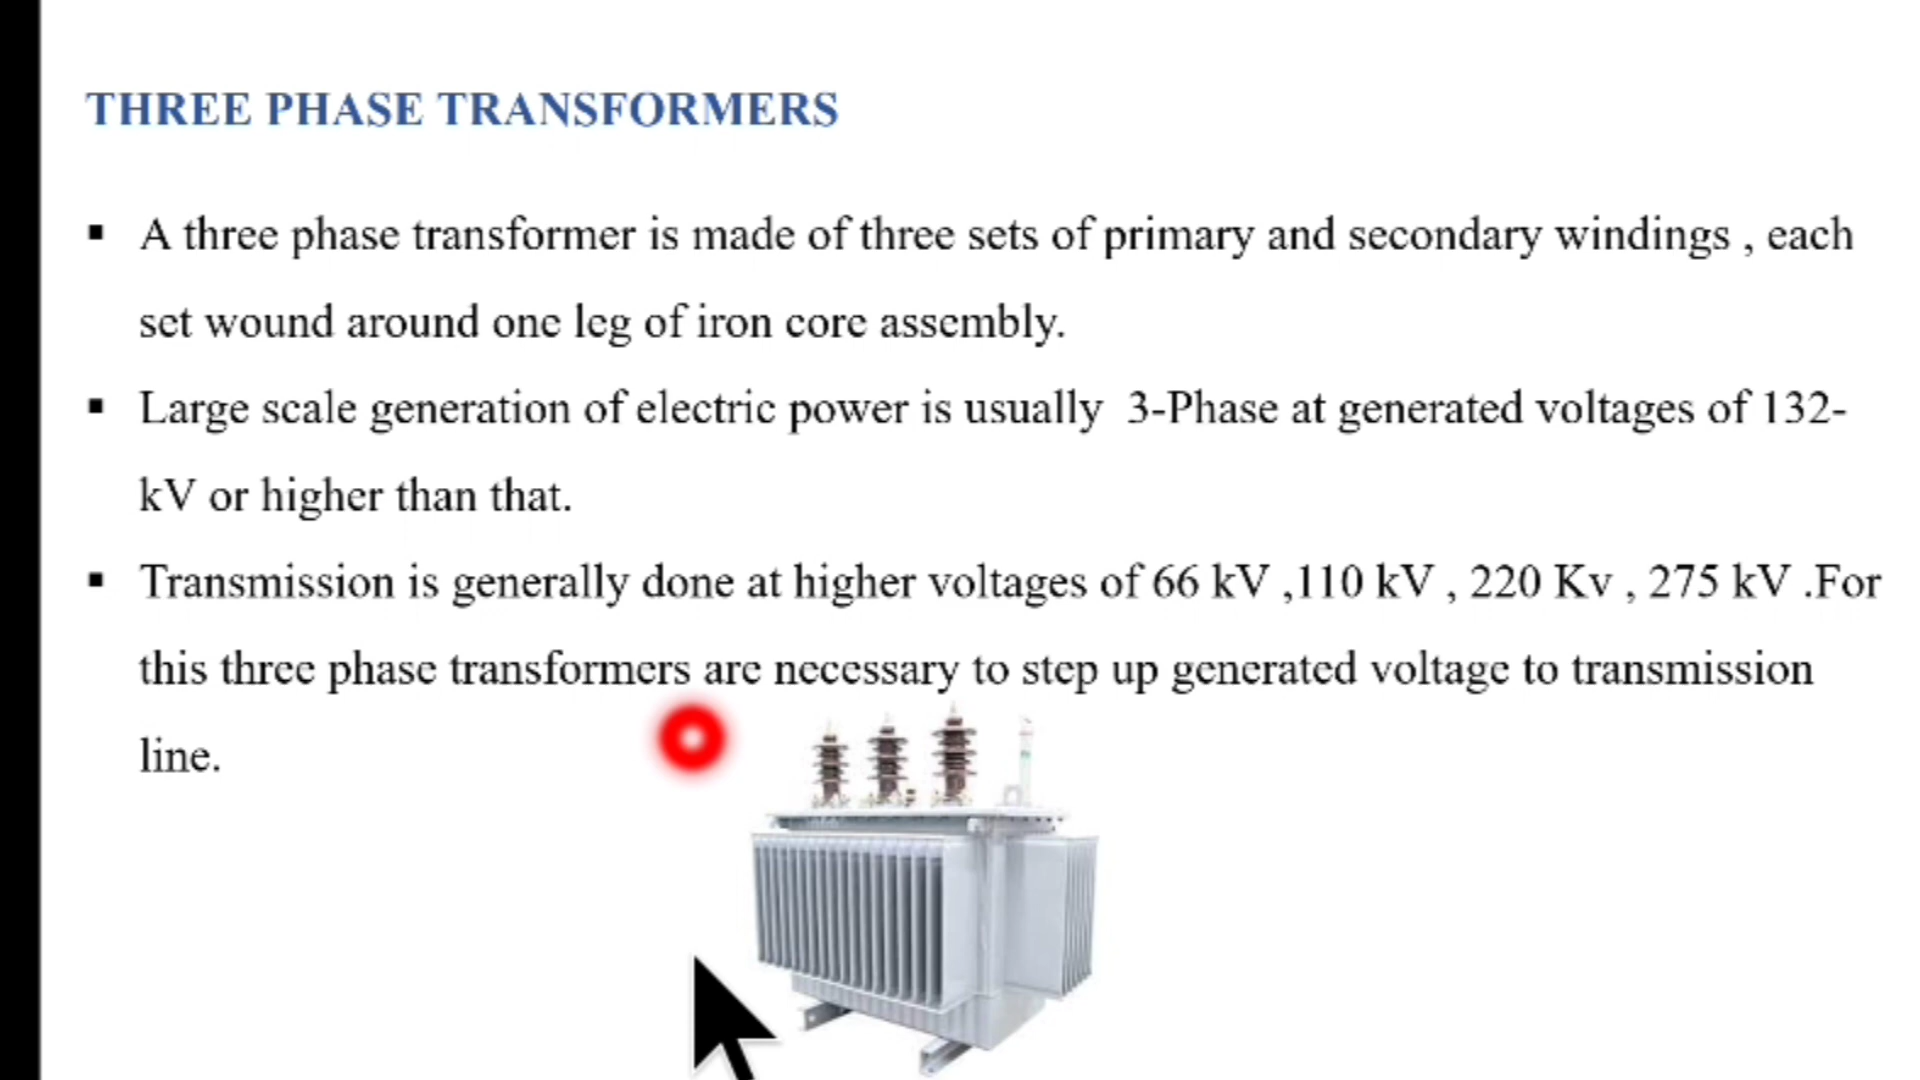 THREE PHASE TRANSFORMERS
▪ A three phase transformer is made of three sets of primary and secondary windings , each
set wound around one leg of iron core assembly.
▪ Large scale generation of electric power is usually 3-Phase at generated voltages of 132-
kV or higher than that.
▪ Transmission is generally done at higher voltages of 66 kV ,110 kV , 220 Kv , 275 kV .For
this three phase transformers are necessary to step up generated voltage to transmission
line.